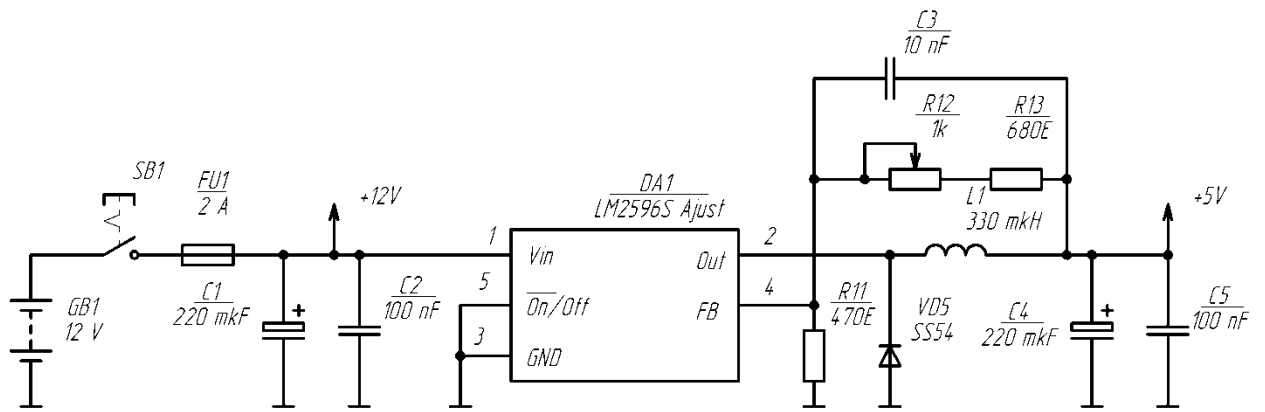 C3
10 nF
R12
1k
R13
680E
SB1
FU1
2 A
+12V
DA1
LM2596S Ajust
L1
330 mkH
+5V
1
2
Vin
Out
GB1
12 V
C1
220 mkF
+
C2
100 nF
5
On/Off
4
FB
R11
470E
VD5
SS54
C4
220 mkF
+
C5
100 nF
3
GND